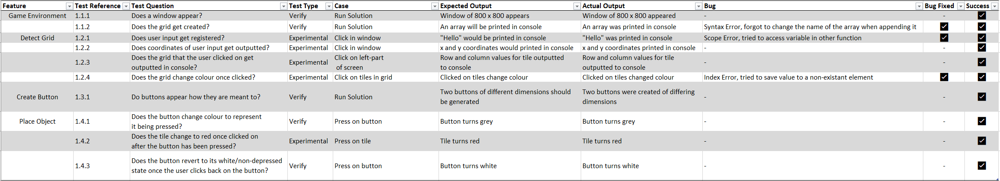 Feature Test Reference Test Question Test Type Case Expected Output Actual Output Bug Bug Fixed Success
Game Environment 1.1.1 Does a window appear? Verify Run Solution Window of 800 x 800 appears Window of 800 x 800 appeared - -
1.1.2 Does the grid get created? Verify Run Solution An array will be printed in console An array was printed in console Syntax Error, forgot to change the name of the array when appending it
Detect Grid 1.2.1 Does user input get registered? Experimental Click in window "Hello" would be printed in console "Hello" was printed in console Scope Error, tried to access variable in other function
1.2.2 Does coordinates of user input get outputted? Experimental Click in window x and y coordinates would printed in console x and y coordinates printed in console - -
1.2.3 Does the grid that the user clicked on get
outputted in console? Experimental Click on left-part
of screen Row and column values for tile outputted
to console Row and column values for tile
outputted to console - -
1.2.4 Does the grid change colour once clicked? Experimental Click on tiles in grid Clicked on tiles change colour Clicked on tiles changed colour Index Error, tried to save value to a non-existant element
Create Button 1.3.1 Do buttons appear how they are meant to? Verify Run Solution Two buttons of different dimensions should
be generated Two buttons were created of differing
dimensions - -
Place Object 1.4.1 Does the button change colour to represent
it being pressed? Verify Press on button Button turns grey Button turns grey - -
1.4.2 Does the tile change to red once clicked on
after the button has been pressed? Experimental Press on tile Tile turns red Tile turns red - -
1.4.3 Does the button revert to its white/non-depressed
state once the user clicks back on the button? Verify Press on button Button turns white Button turns white - -